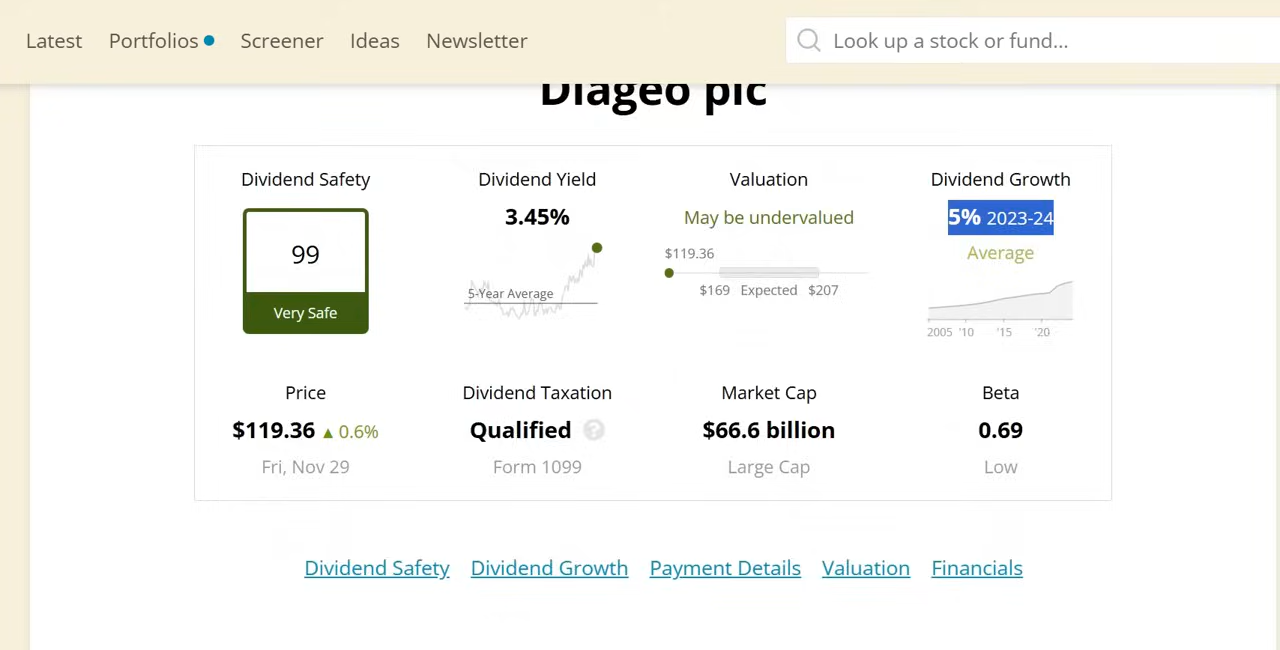 Latest Portfolios Screener Ideas Newsletter Look up a stock or fund...
Diageo plc
Dividend Safety
99
Very Safe
Dividend Yield
3.45%
5-Year Average
Valuation
May be undervalued
$119.36
$169 Expected $207
Dividend Growth
5% 2023-24
Average
2005 '10 '15 '20
Price
$119.36 ▲ 0.6%
Fri, Nov 29
Dividend Taxation
Qualified ?
Form 1099
Market Cap
$66.6 billion
Large Cap
Beta
0.69
Low
Dividend Safety Dividend Growth Payment Details Valuation Financials